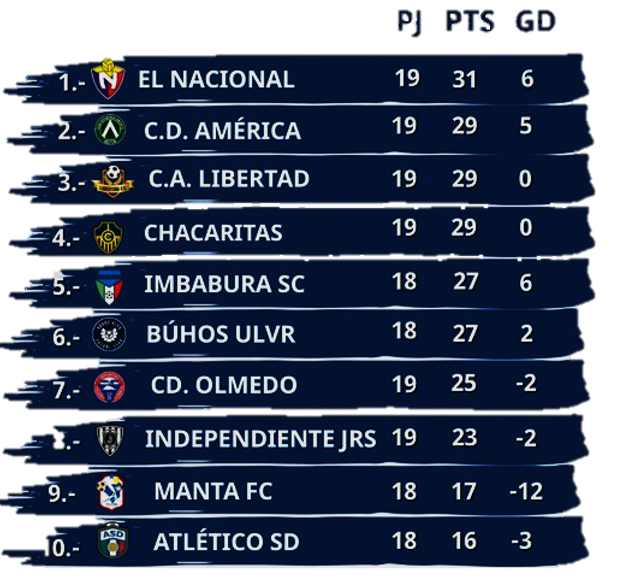 PJ PTS GD
1.- EL NACIONAL 19 31 6
2.- C.D. AMÉRICA 19 29 5
3.- C.A. LIBERTAD 19 29 0
4.- CHACARITAS 19 29 0
5.- IMBABURA SC 18 27 6
6.- BÚHOS ULVR 18 27 2
7.- CD. OLMEDO 19 25 -2
.- INDEPENDIENTE JRS 19 23 -2
9.- MANTA FC 18 17 -12
10.- ASD ATLÉTICO SD 18 16 -3